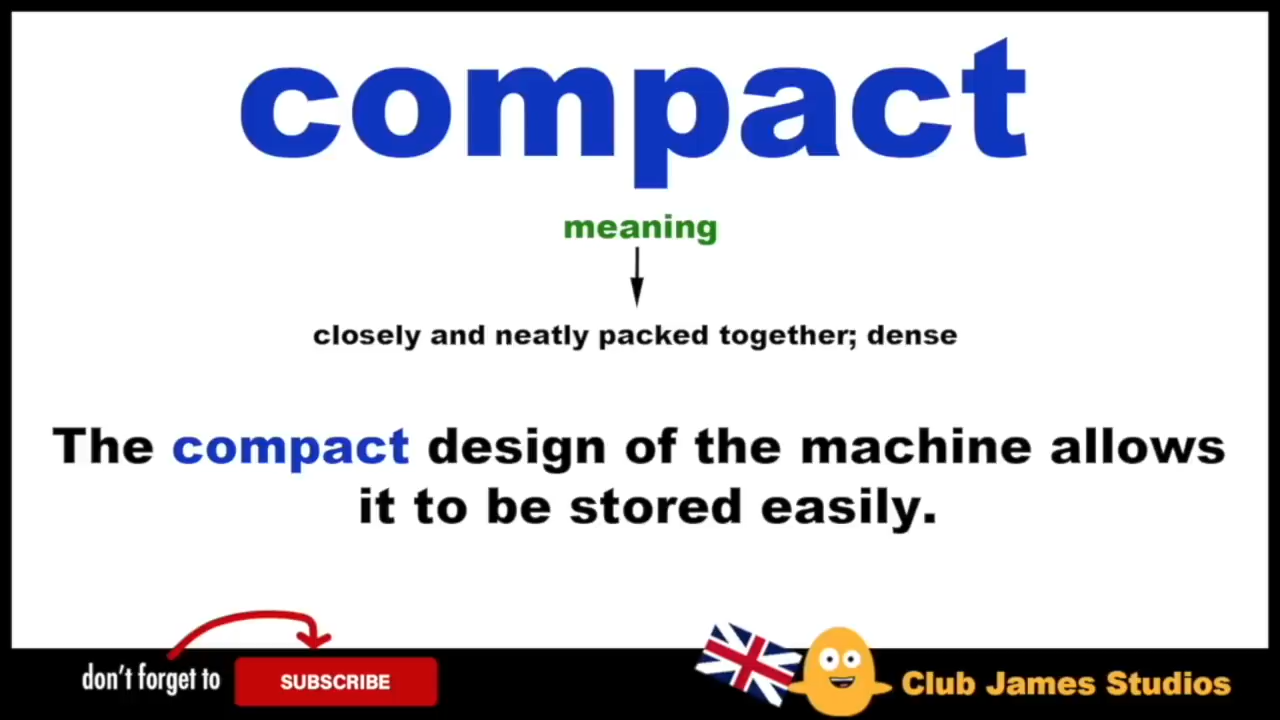 compact
meaning
closely and neatly packed together; dense
The compact design of the machine allows
it to be stored easily.
don't forget to
SUBSCRIBE
Club James Studios